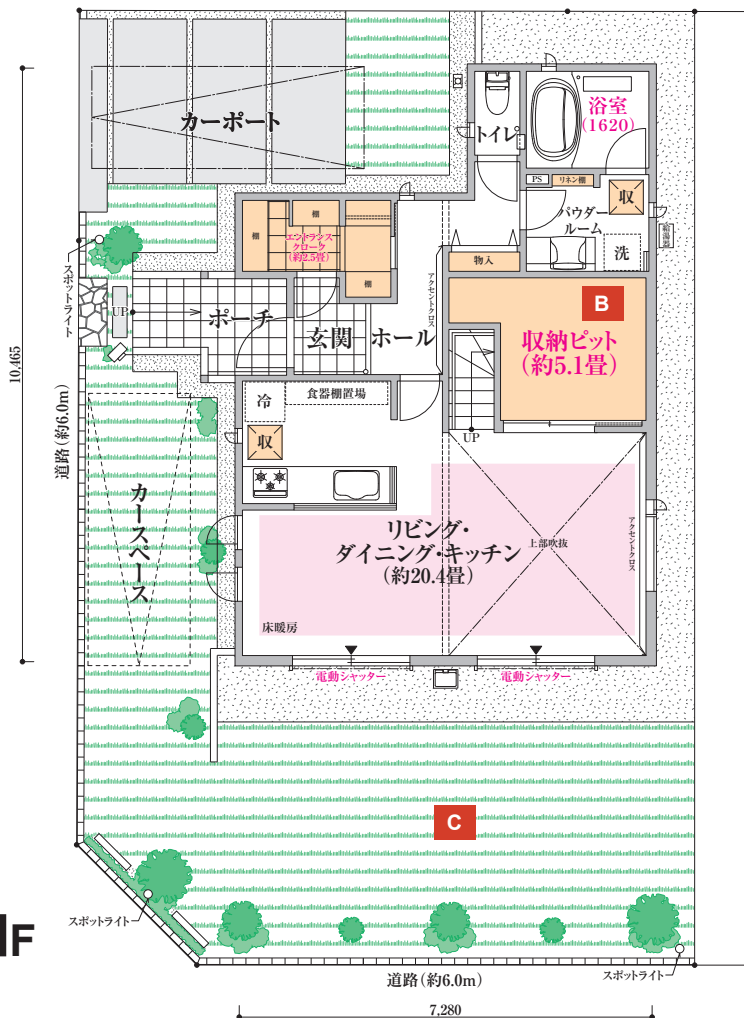 カーポート
トイレ
浴室
(1620)
PS
リネン棚
収
パウダー
ルーム
洗
給湯器
棚
棚
エントランス
クローク
(約2.5畳)
棚
物入
アクセントクロス
スポットライト
UP
ポーチ
玄関
ホール
B
収納ピット
(約5.1畳)
10,465
道路(約6.0m)
冷
食器棚置場
収
UP
カースペース
リビング・
ダイニング・キッチン
(約20.4畳)
上部吹抜
アクセントクロス
床暖房
電動シャッター
電動シャッター
C
1F
スポットライト
道路(約6.0m)
スポットライト
7,280